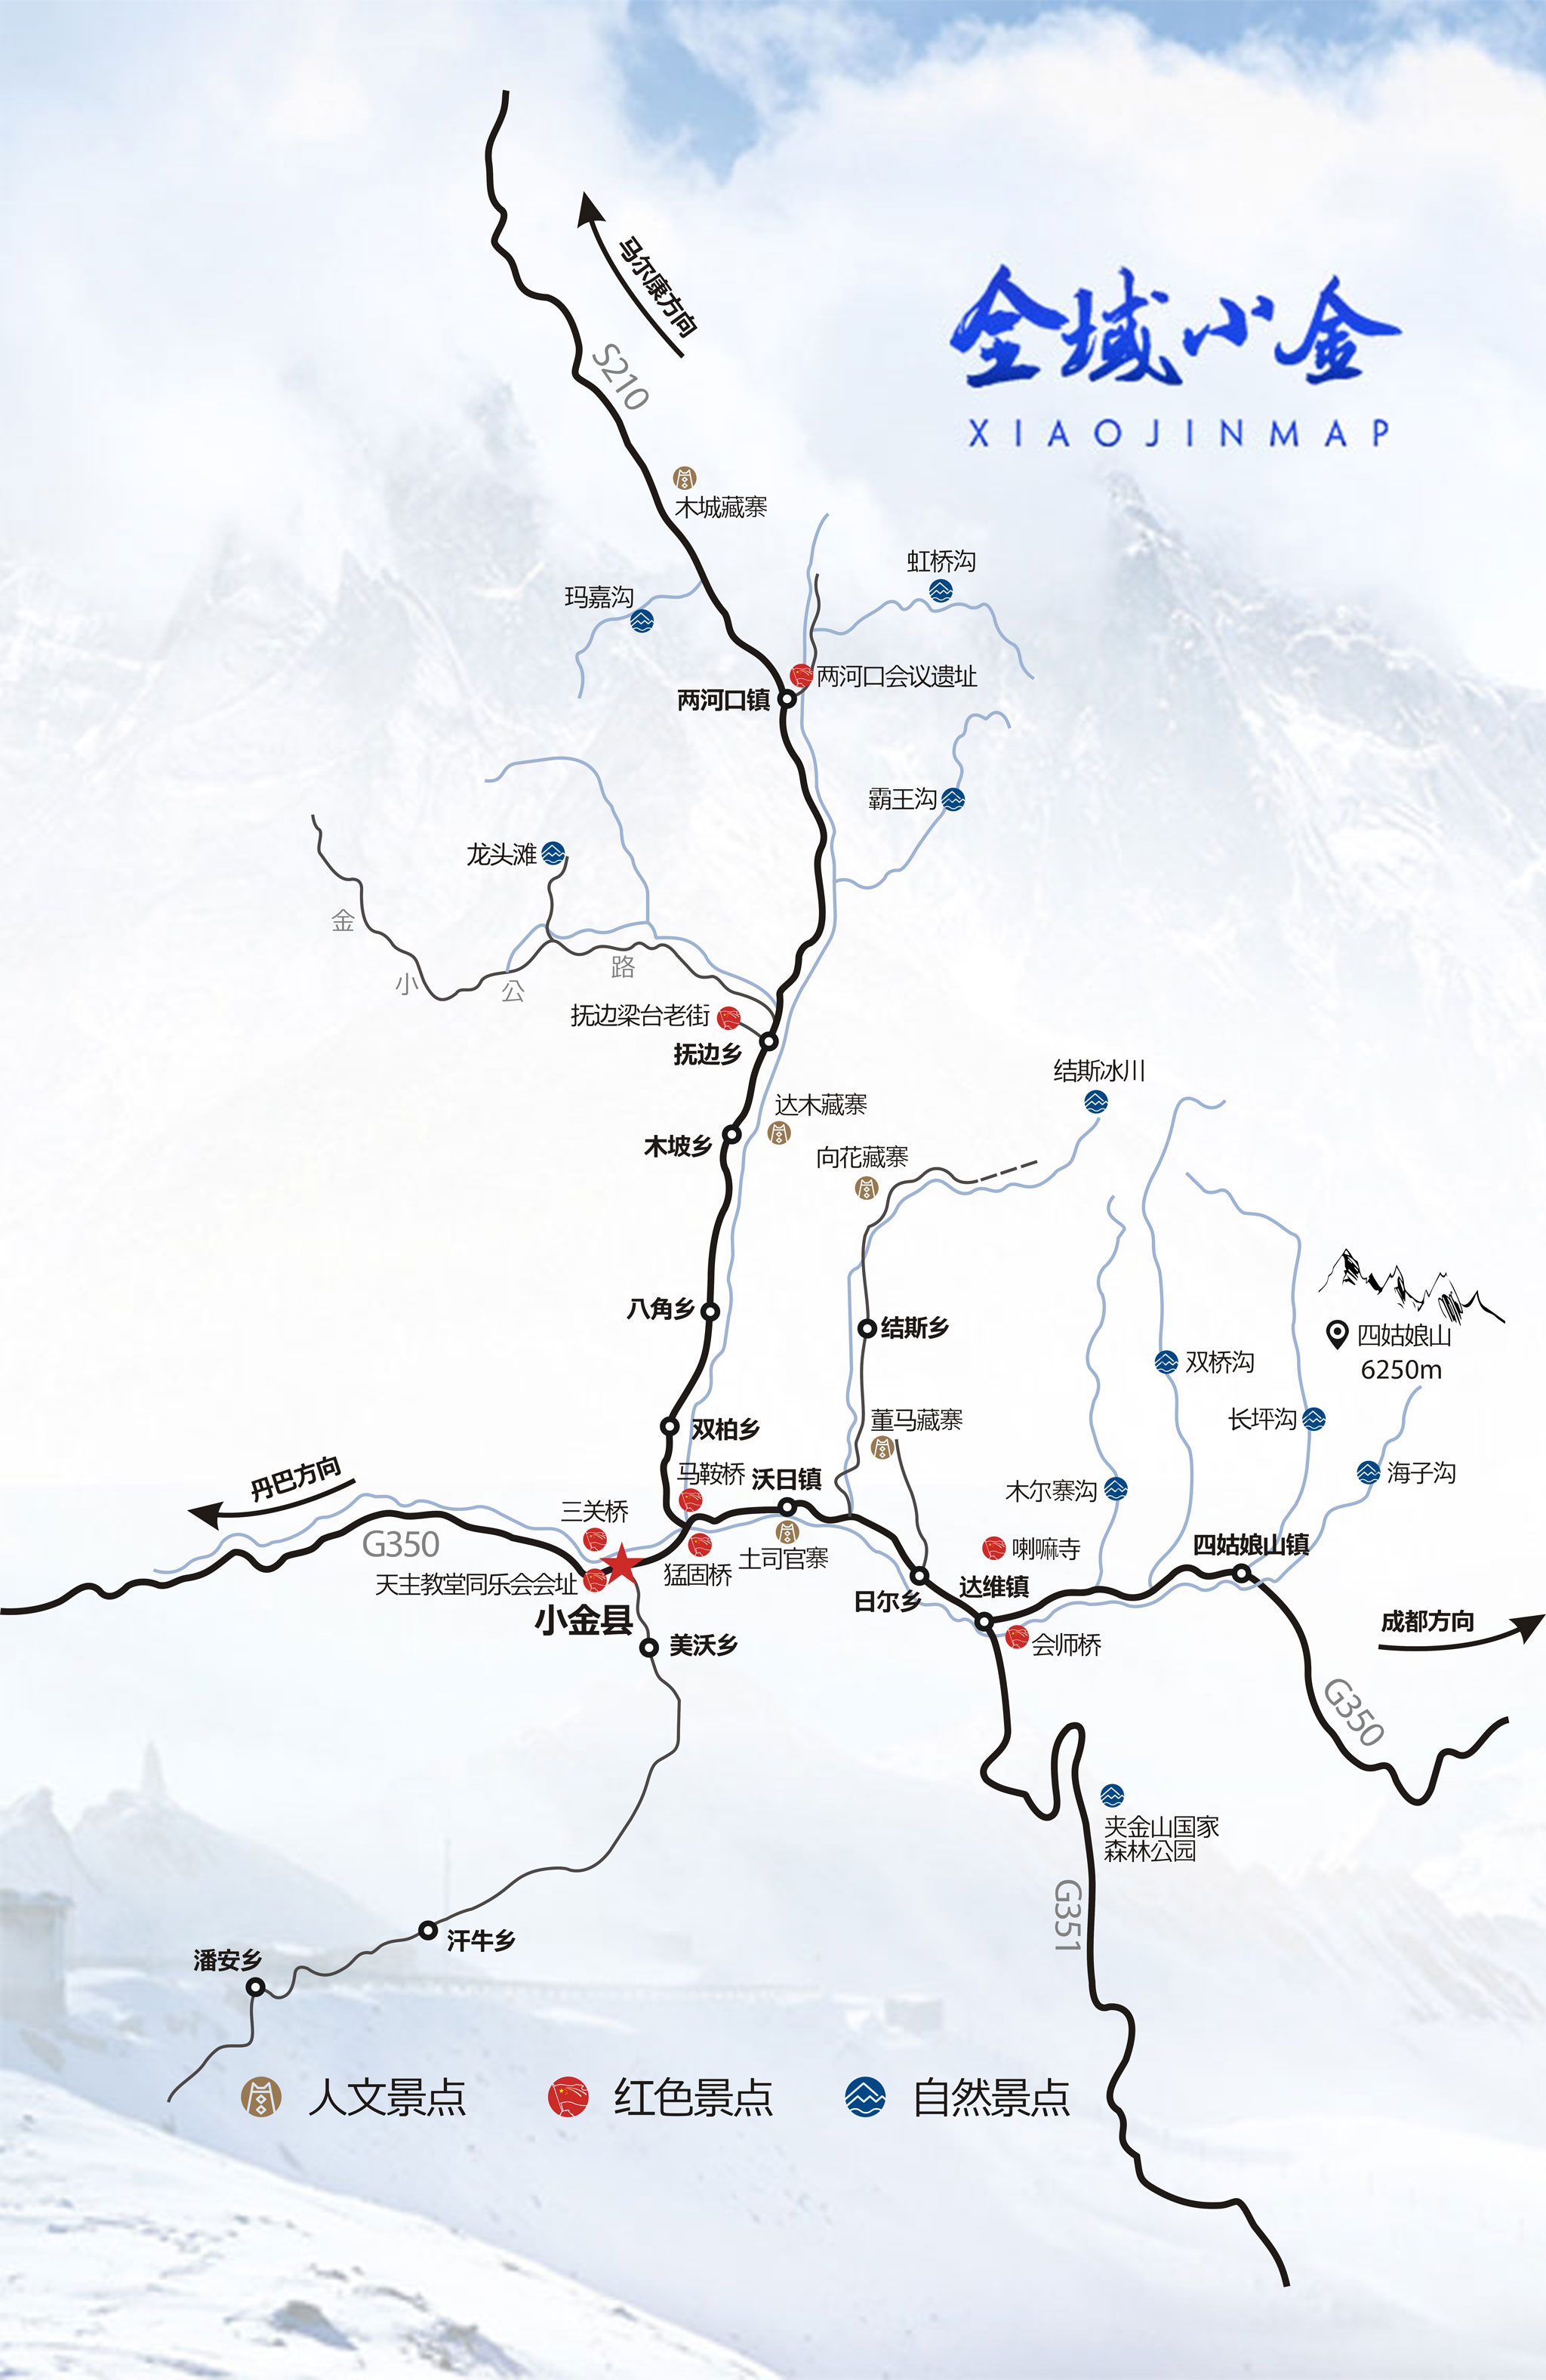 全域小金
XIAOJINMAP
马尔康方向
S210
木城藏寨
虹桥沟
玛嘉沟
两河口会议遗址
两河口镇
霸王沟
龙头滩
金
小
公
路
抚边梁台老街
抚边乡
结斯冰川
达木藏寨
木坡乡
向花藏寨
八角乡
结斯乡
四姑娘山
6250m
双桥沟
长坪沟
董马藏寨
双柏乡
马鞍桥
沃日镇
海子沟
丹巴方向
木尔寨沟
三关桥
G350
喇嘛寺
四姑娘山镇
土司官寨
猛固桥
天主教堂同乐会会址
达维镇
日尔乡
小金县
成都方向
美沃乡
会师桥
G350
夹金山国家
森林公园
G351
汗牛乡
潘安乡
人文景点
红色景点
自然景点